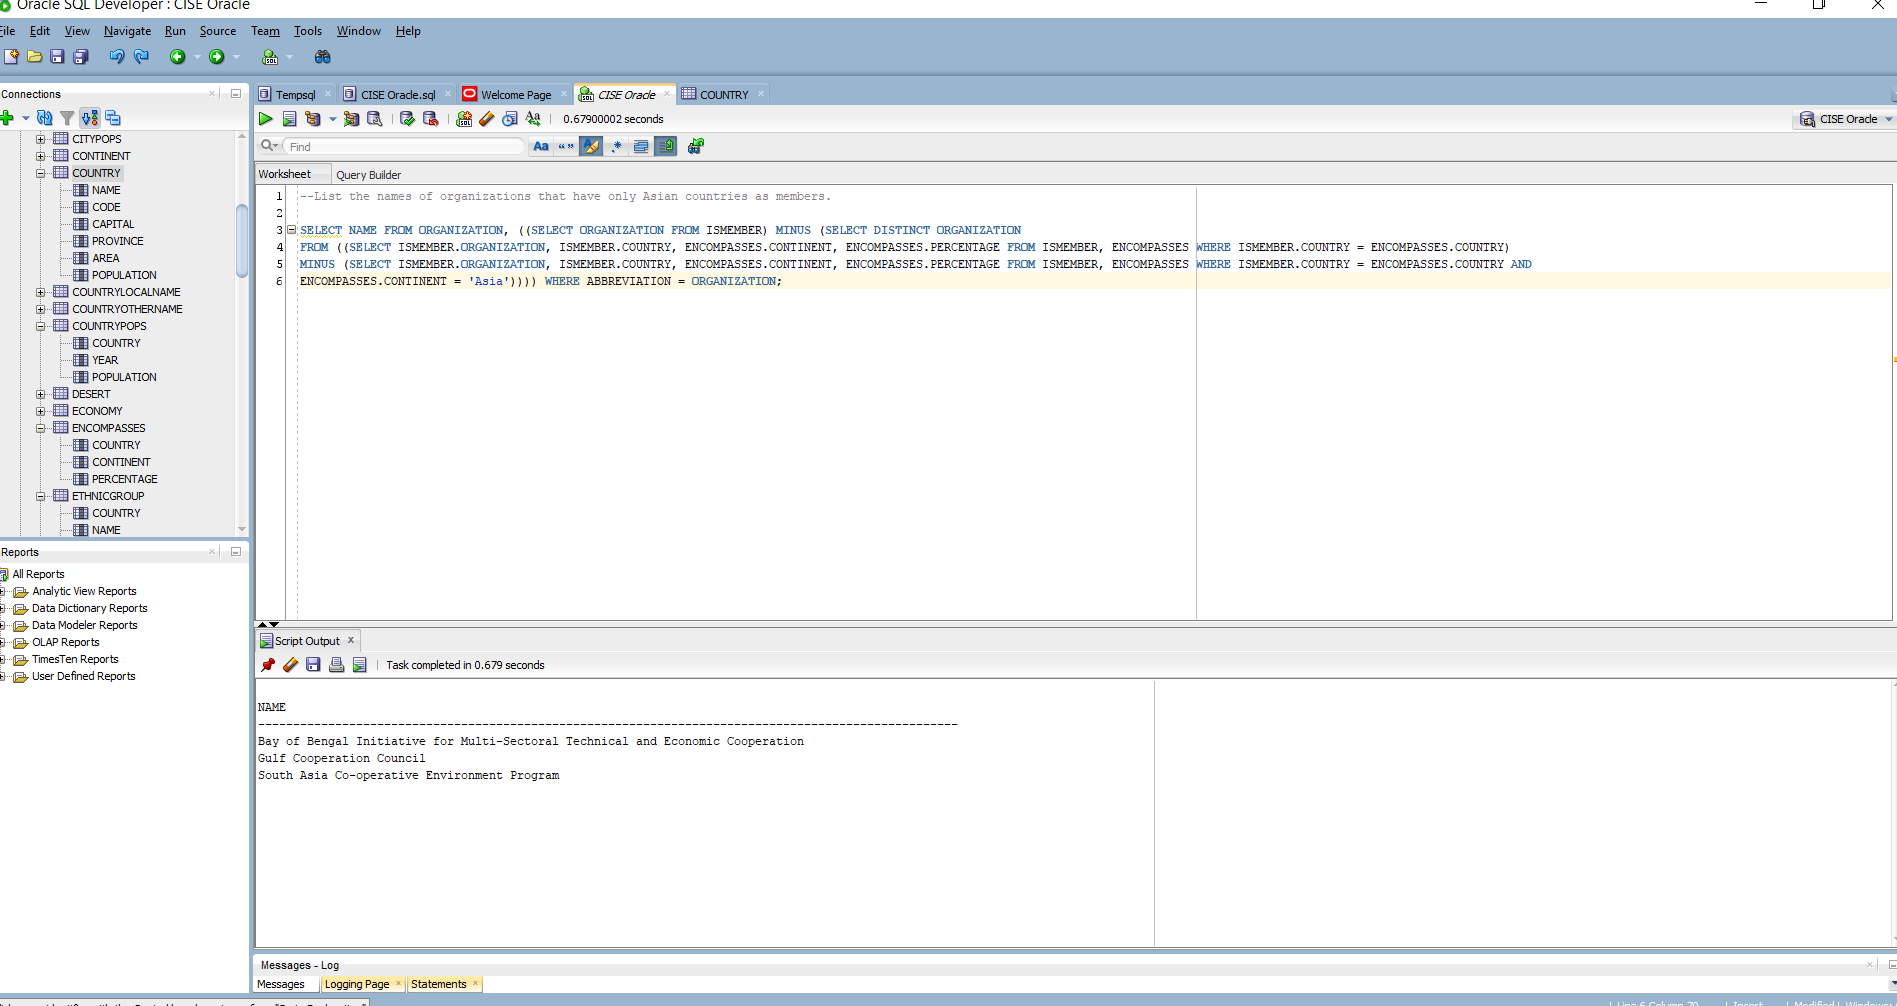 Oracle SQL Developer : CISE Oracle
File Edit View Navigate Run Source Team Tools Window Help
Connections
CITYPOPS
CONTINENT
COUNTRY
NAME
CODE
CAPITAL
PROVINCE
AREA
POPULATION
COUNTRYLOCALNAME
COUNTRYOTHERNAME
COUNTRYPOPS
COUNTRY
YEAR
POPULATION
DESERT
ECONOMY
ENCOMPASSES
COUNTRY
CONTINENT
PERCENTAGE
ETHNICGROUP
COUNTRY
NAME
Reports
All Reports
Analytic View Reports
Data Dictionary Reports
Data Modeler Reports
OLAP Reports
TimesTen Reports
User Defined Reports
Tempsql CISE Oracle.sql Welcome Page CISE Oracle COUNTRY
0.67900002 seconds
CISE Oracle
Find
Aa “ ” .*
Worksheet Query Builder
1 --List the names of organizations that have only Asian countries as members.
2
3 SELECT NAME FROM ORGANIZATION, ((SELECT ORGANIZATION FROM ISMEMBER) MINUS (SELECT DISTINCT ORGANIZATION
4 FROM ((SELECT ISMEMBER.ORGANIZATION, ISMEMBER.COUNTRY, ENCOMPASSES.CONTINENT, ENCOMPASSES.PERCENTAGE FROM ISMEMBER, ENCOMPASSES WHERE ISMEMBER.COUNTRY = ENCOMPASSES.COUNTRY)
5 MINUS (SELECT ISMEMBER.ORGANIZATION, ISMEMBER.COUNTRY, ENCOMPASSES.CONTINENT, ENCOMPASSES.PERCENTAGE FROM ISMEMBER, ENCOMPASSES WHERE ISMEMBER.COUNTRY = ENCOMPASSES.COUNTRY AND
6 ENCOMPASSES.CONTINENT = 'Asia')))) WHERE ABBREVIATION = ORGANIZATION;
Script Output
Task completed in 0.679 seconds
NAME
----------------------------------------------------------------------------------------------------
Bay of Bengal Initiative for Multi-Sectoral Technical and Economic Cooperation
Gulf Cooperation Council
South Asia Co-operative Environment Program
Messages - Log
Messages Logging Page Statements
Line 6 Column 70 Insert Modified Windows